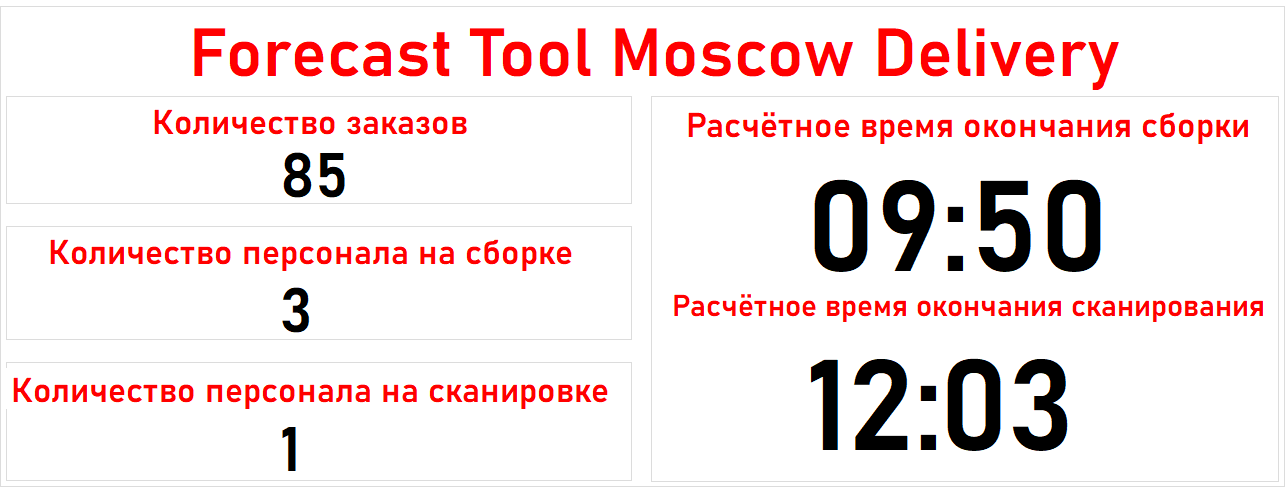 Forecast Tool Moscow Delivery
Количество заказов
85
Количество персонала на сборке
3
Количество персонала на сканировке
1
Расчётное время окончания сборки
09:50
Расчётное время окончания сканирования
12:03